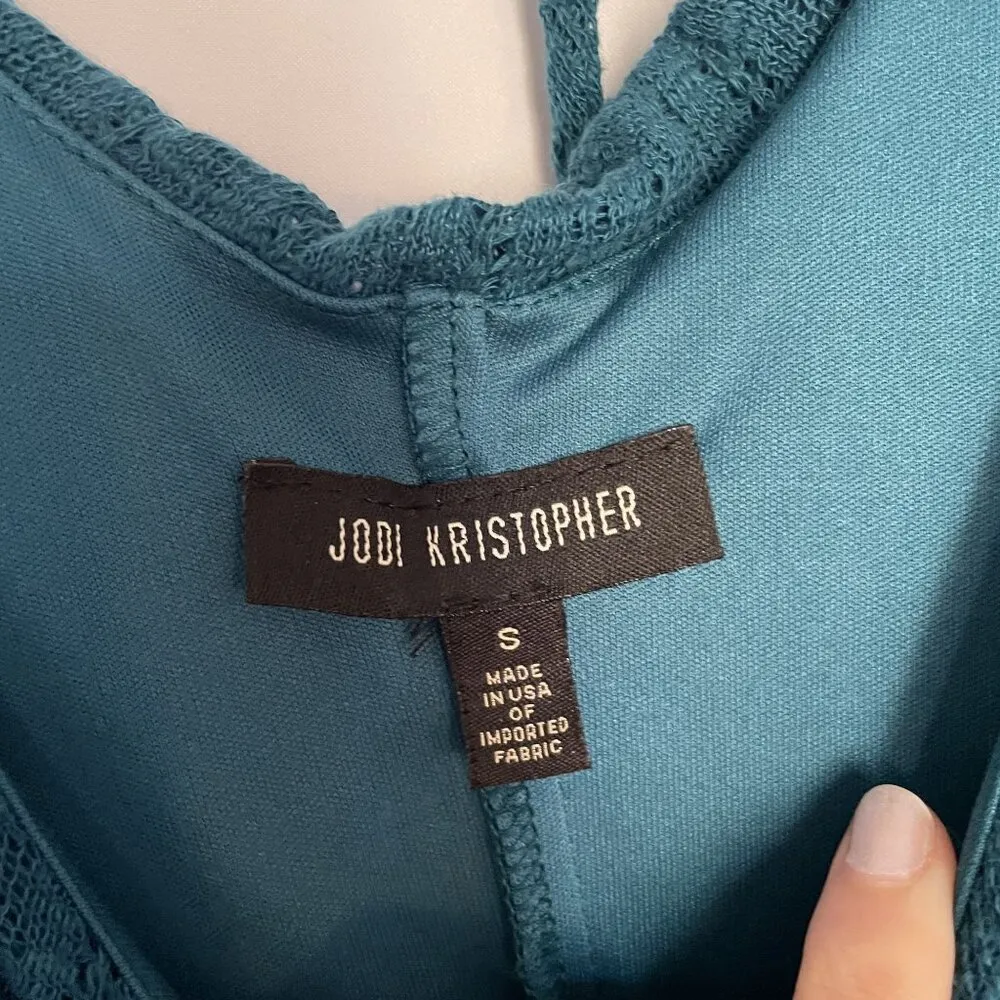 JODI KRISTOPHER
S
MADE
IN USA
OF
IMPORTED
FABRIC